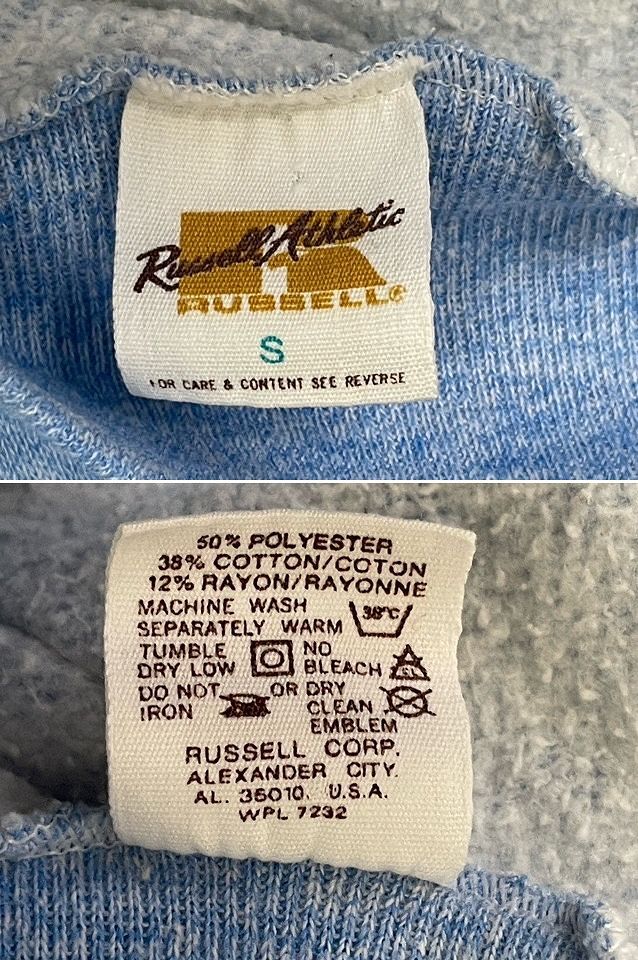 Russell Athletic
RUSSELL®
S
FOR CARE & CONTENT SEE REVERSE
50% POLYESTER
38% COTTON/COTON
12% RAYON/RAYONNE
MACHINE WASH
SEPARATELY WARM 38°C
TUMBLE
DRY LOW
NO
BLEACH CL
DO NOT
IRON
OR DRY
CLEAN
EMBLEM
RUSSELL CORP.
ALEXANDER CITY.
AL. 35010. U.S.A.
WPL 7232